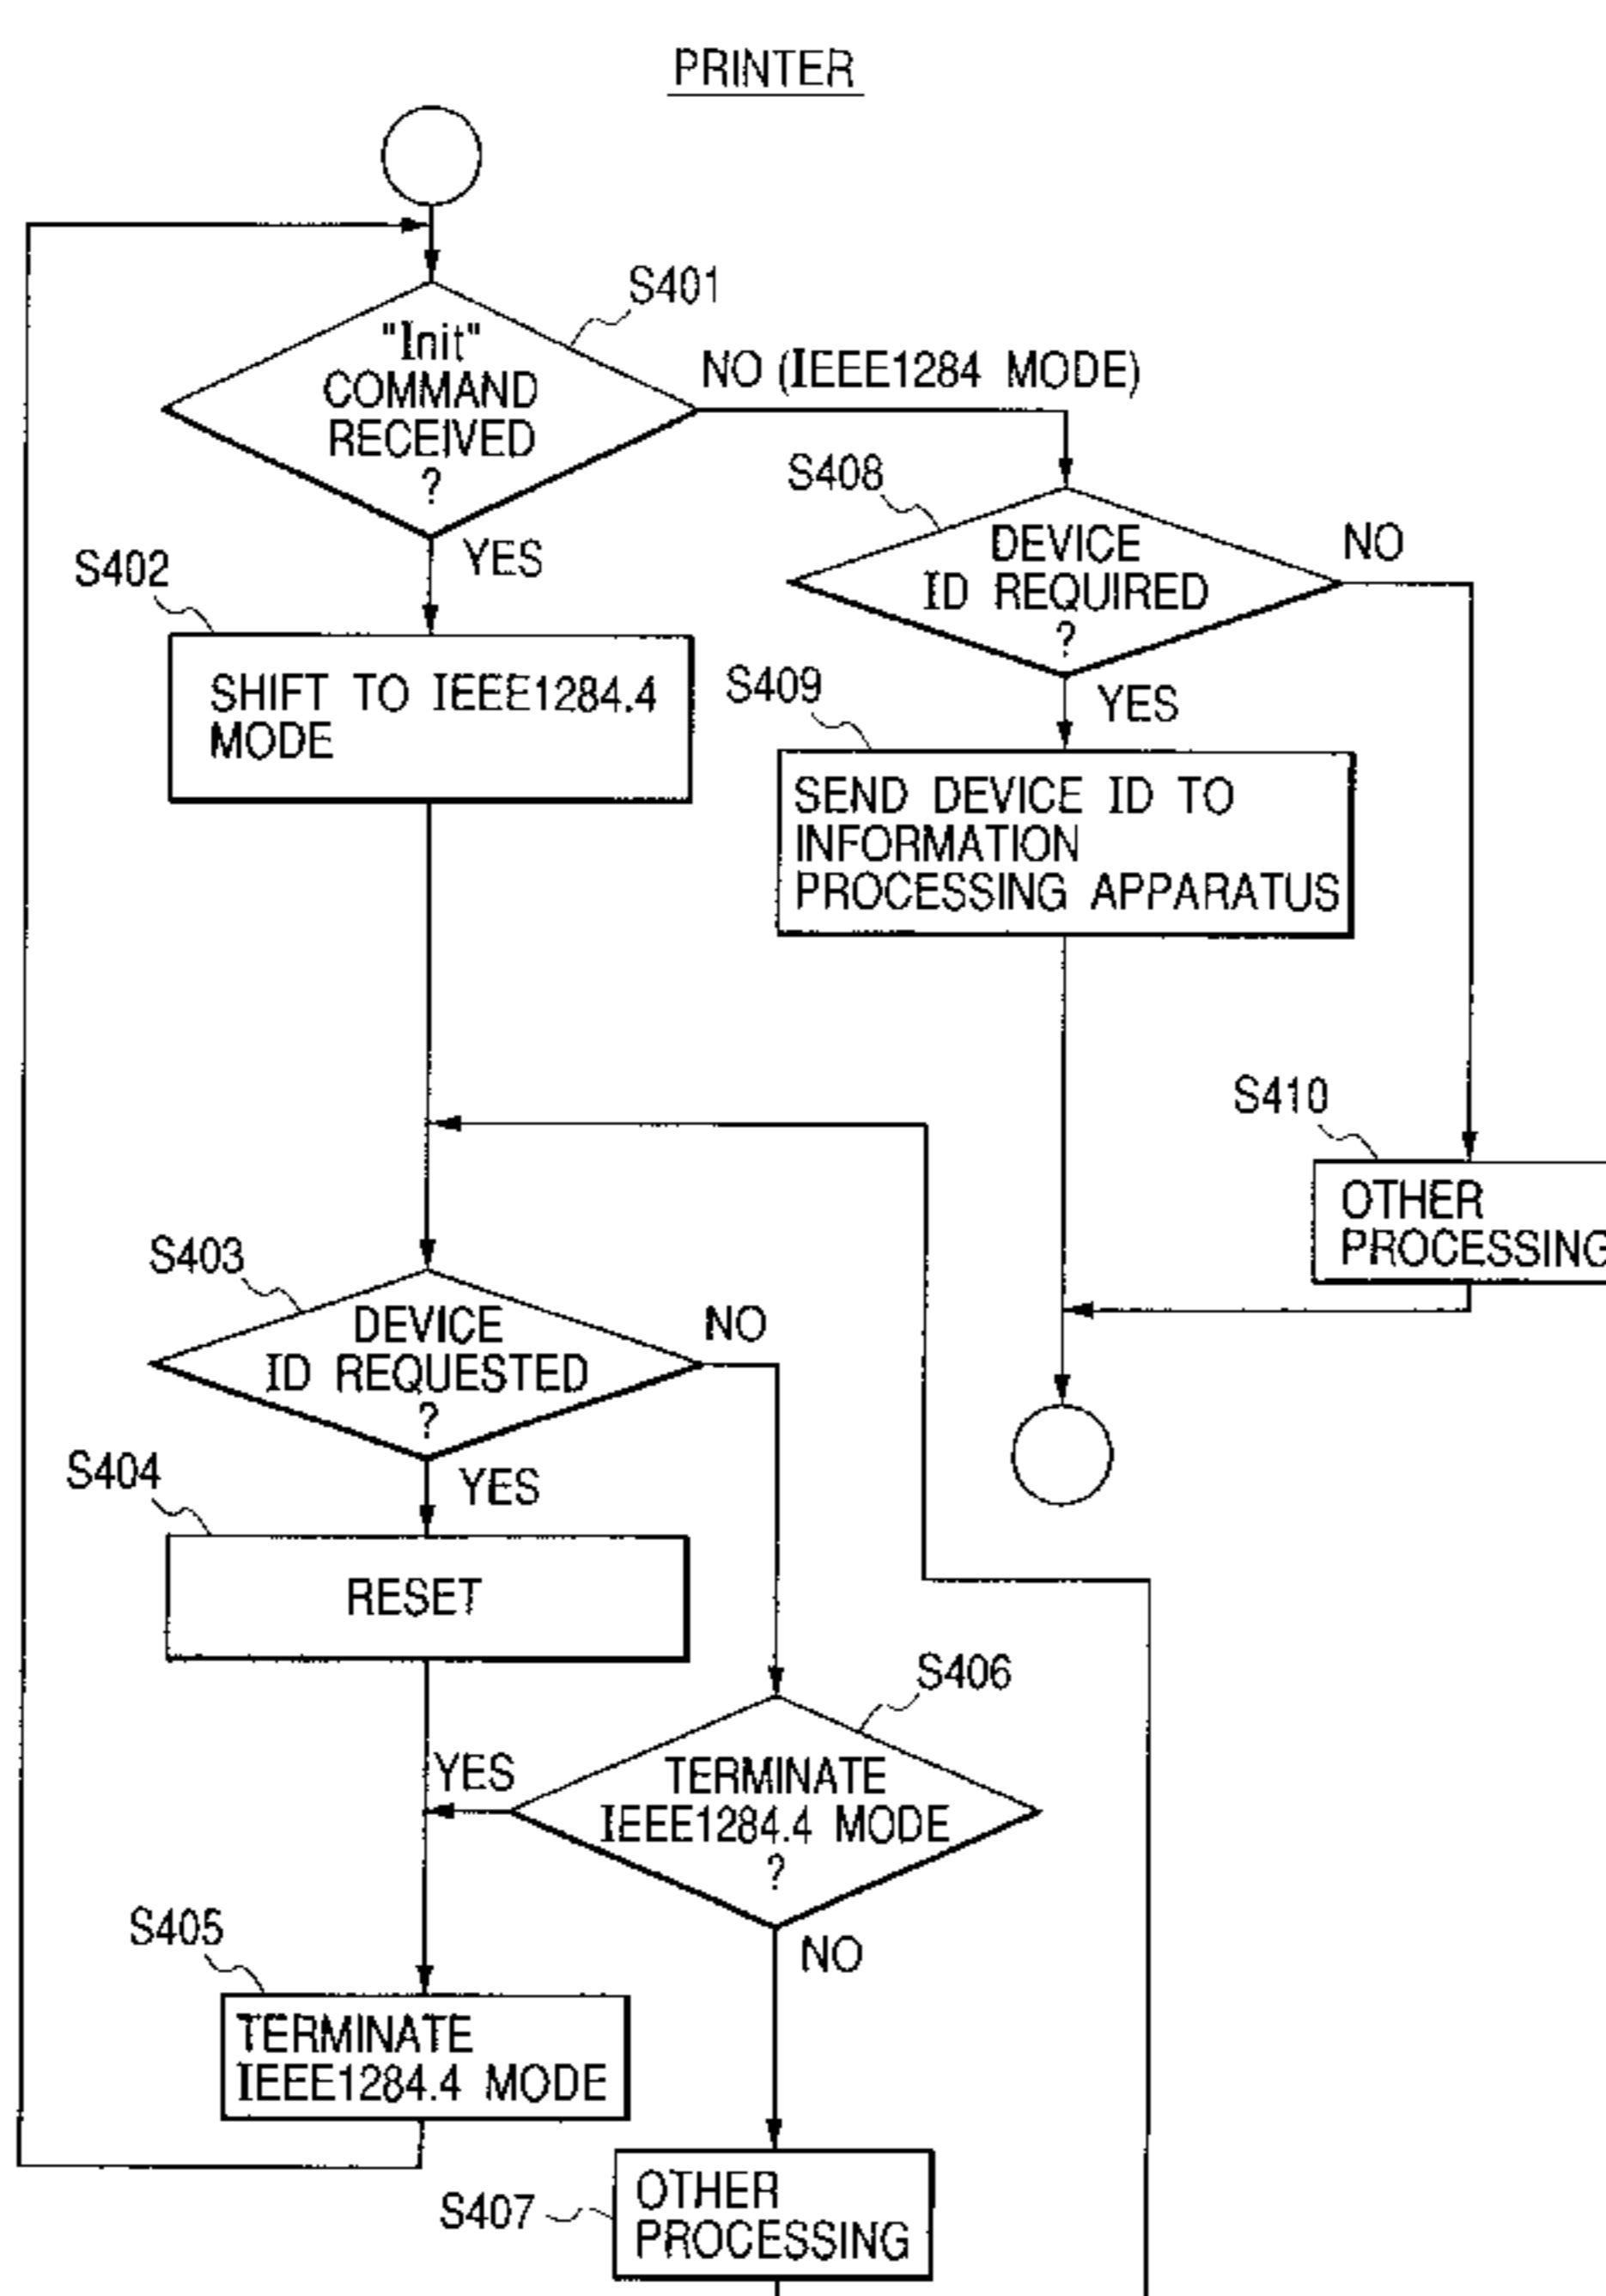 PRINTER
S401
"Init"
COMMAND
RECEIVED
?
NO (IEEE1284 MODE)
YES
S402
SHIFT TO IEEE1284.4
MODE
S408
DEVICE
ID REQUIRED
?
NO
YES
S409
SEND DEVICE ID TO
INFORMATION
PROCESSING APPARATUS
S410
OTHER
PROCESSING
S403
DEVICE
ID REQUESTED
?
NO
YES
S404
RESET
S406
TERMINATE
IEEE1284.4 MODE
?
YES
NO
S405
TERMINATE
IEEE1284.4 MODE
S407
OTHER
PROCESSING